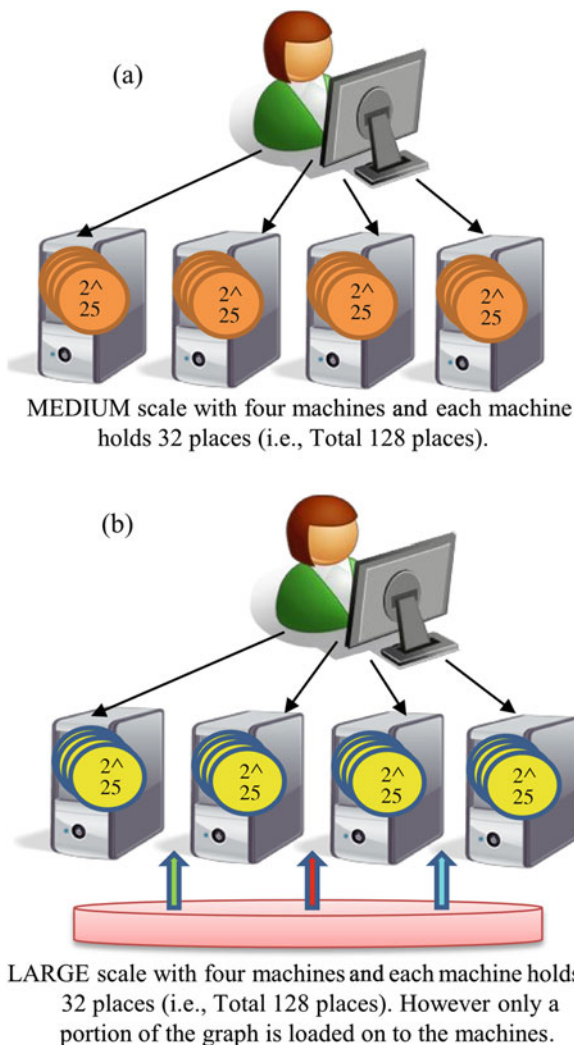 (a)
2^
25
2^
25
2^
25
2^
25
MEDIUM scale with four machines and each machine
holds 32 places (i.e., Total 128 places).
(b)
2^
25
2^
25
2^
25
2^
25
LARGE scale with four machines and each machine holds
32 places (i.e., Total 128 places). However only a
portion of the graph is loaded on to the machines.